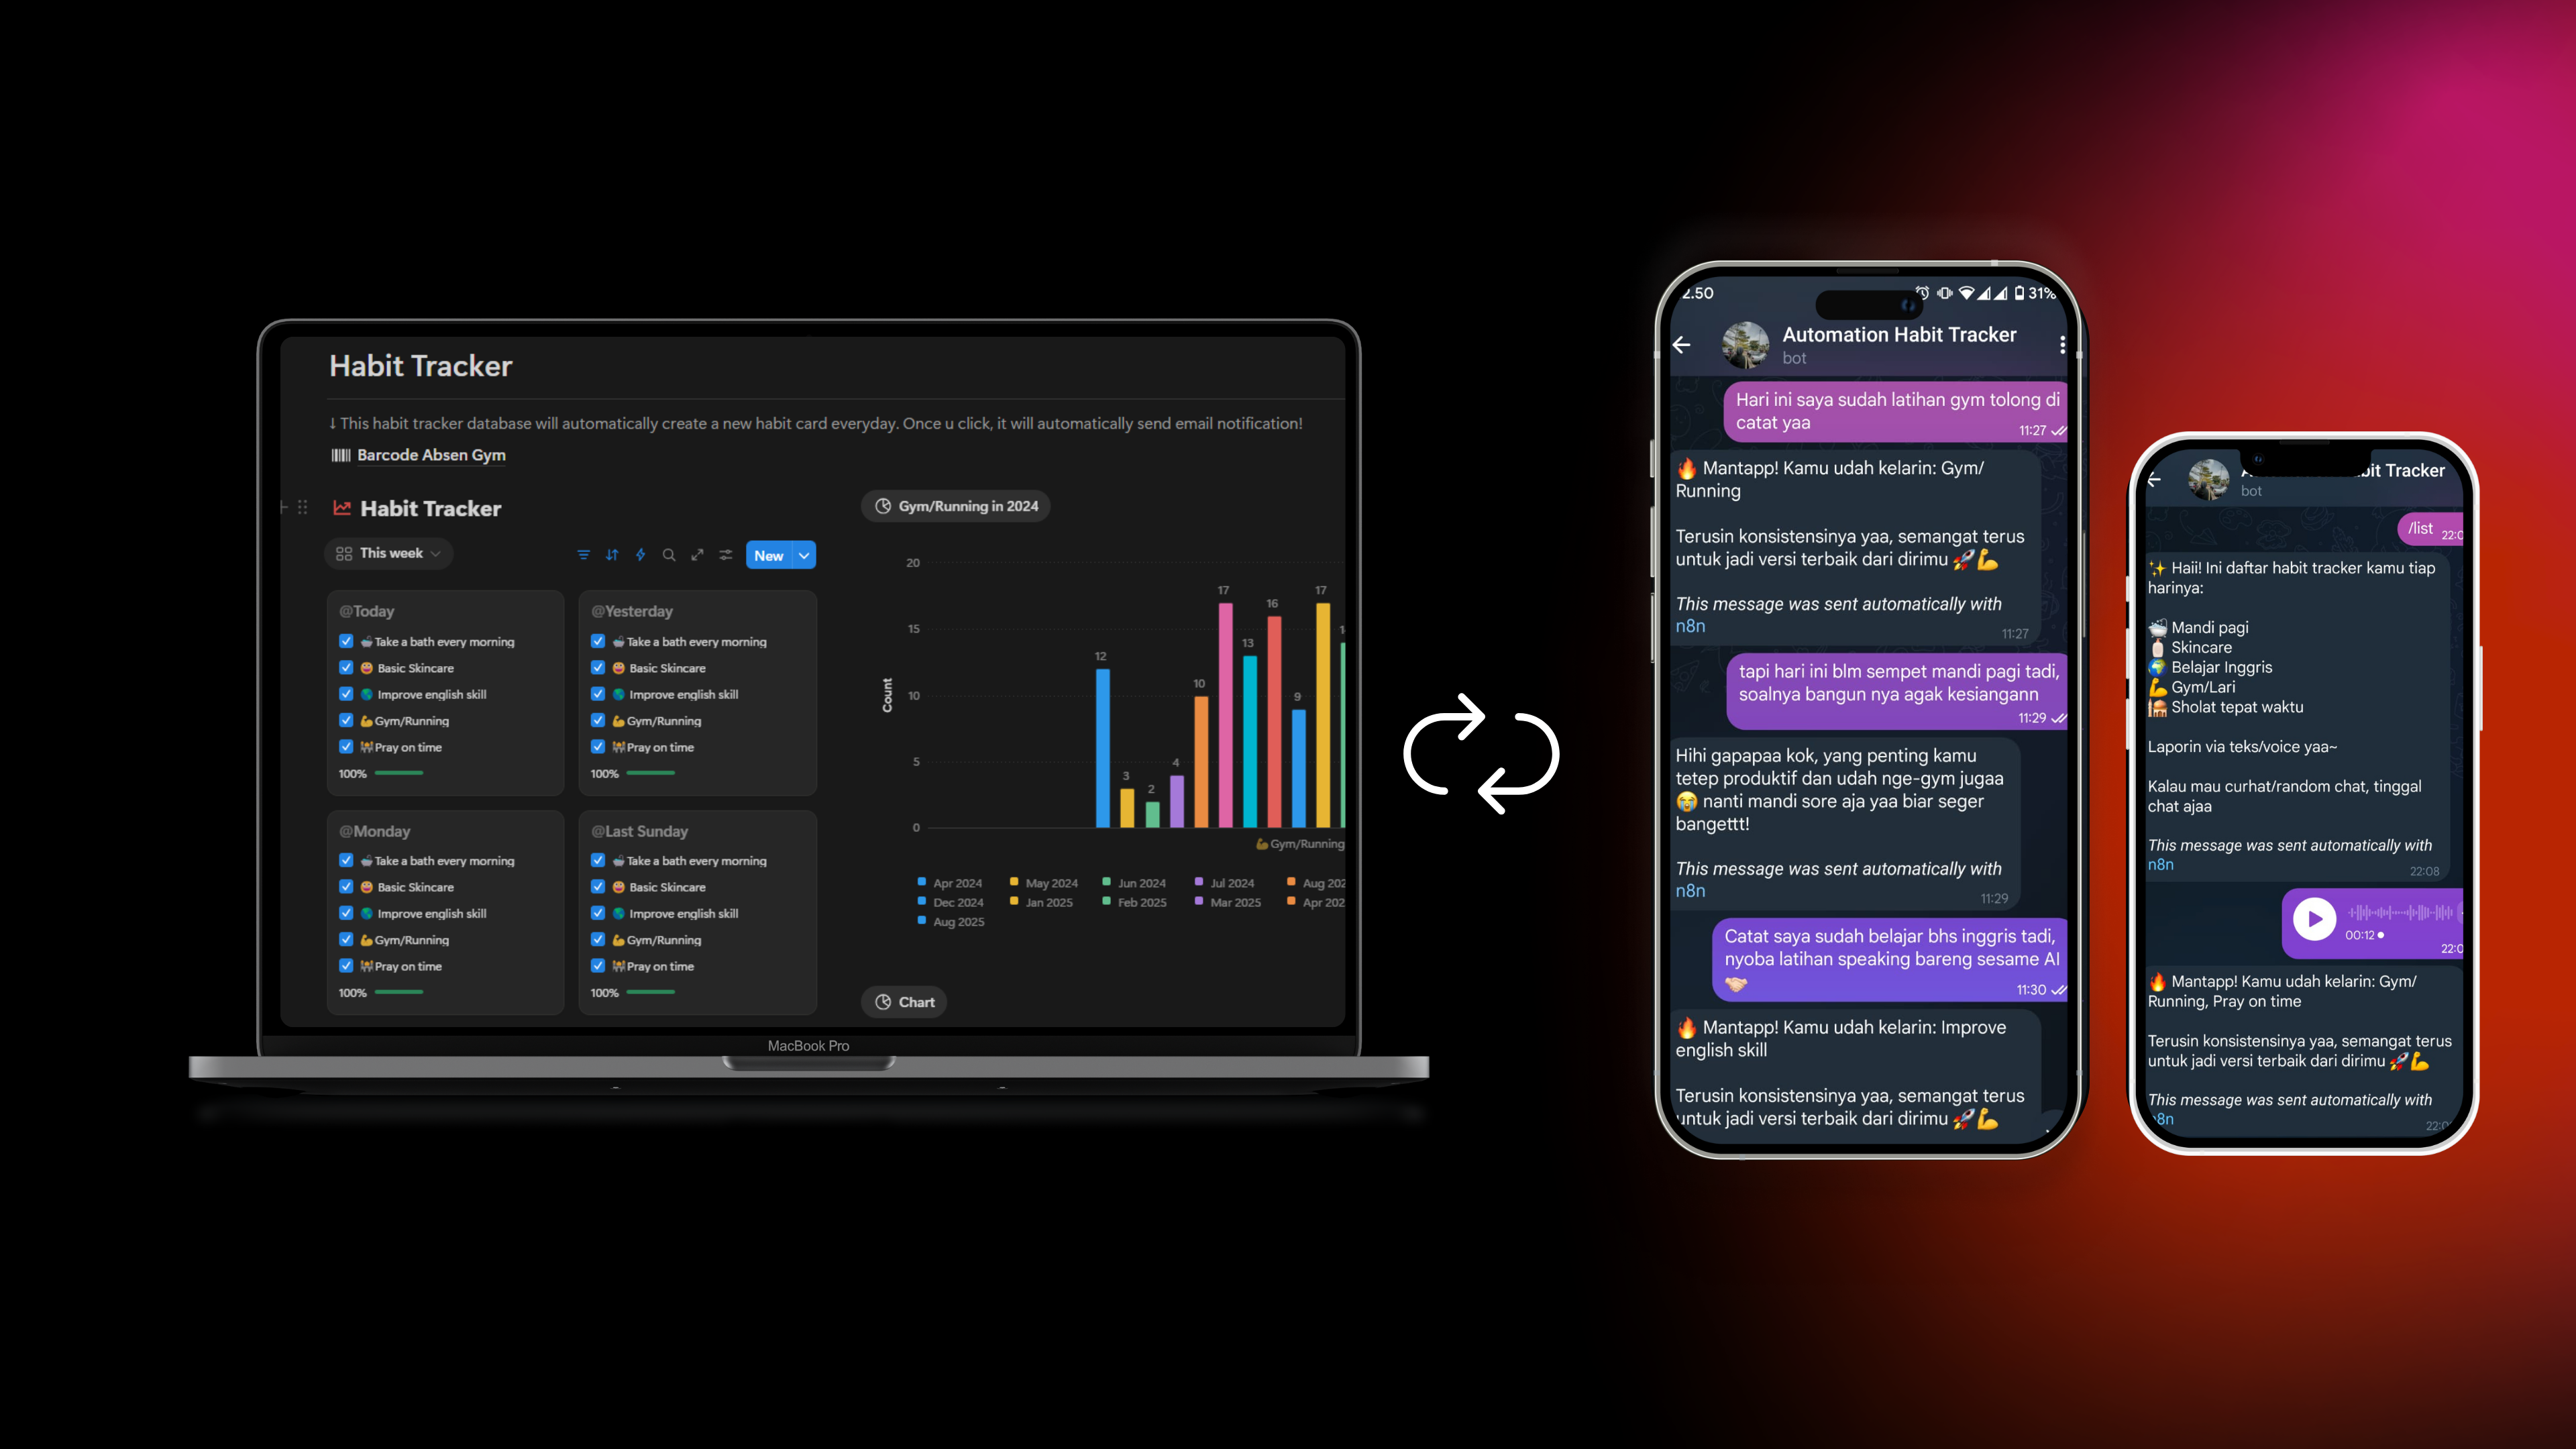 Habit Tracker
↓ This habit tracker database will automatically create a new habit card everyday. Once u click, it will automatically send email notification!
Barcode Absen Gym
Habit Tracker
This week
New
@Today
🛁 Take a bath every morning
Basic Skincare
🌎 Improve english skill
💪 Gym/Running
Pray on time
100%
@Yesterday
🛁 Take a bath every morning
Basic Skincare
🌎 Improve english skill
💪 Gym/Running
Pray on time
100%
@Monday
🛁 Take a bath every morning
Basic Skincare
🌎 Improve english skill
💪 Gym/Running
Pray on time
100%
@Last Sunday
🛁 Take a bath every morning
Basic Skincare
🌎 Improve english skill
💪 Gym/Running
Pray on time
100%
Gym/Running in 2024
Count
20
15
10
5
0
12
3
2
4
10
17
13
16
9
17
💪 Gym/Running
Apr 2024 May 2024 Jun 2024 Jul 2024 Aug 202
Dec 2024 Jan 2025 Feb 2025 Mar 2025 Apr 202
Aug 2025
Chart
MacBook Pro
2.50 31%
Automation Habit Tracker
bot
Hari ini saya sudah latihan gym tolong di
catat yaa
11:27
🔥 Mantapp! Kamu udah kelarin: Gym/
Running
Terusin konsistensinya yaa, semangat terus
untuk jadi versi terbaik dari dirimu 🚀💪
This message was sent automatically with
n8n
11:27
tapi hari ini blm sempet mandi pagi tadi,
soalnya bangun nya agak kesiangann
11:29
Hihi gapapaa kok, yang penting kamu
tetep produktif dan udah nge-gym jugaa
😭 nanti mandi sore aja yaa biar seger
bangettt!
This message was sent automatically with
n8n
11:29
Catat saya sudah belajar bhs inggris tadi,
nyoba latihan speaking bareng sesame AI
🤝🏻
11:30
🔥 Mantapp! Kamu udah kelarin: Improve
english skill
Terusin konsistensinya yaa, semangat terus
untuk jadi versi terbaik dari dirimu 🚀💪
bit Tracker
bot
/list
22:0
✨ Haii! Ini daftar habit tracker kamu tiap
harinya:
🛁 Mandi pagi
🧴 Skincare
🌍 Belajar Inggris
💪 Gym/Lari
🕌 Sholat tepat waktu
Laporin via teks/voice yaa~
Kalau mau curhat/random chat, tinggal
chat ajaa
This message was sent automatically with
n8n
22:08
00:12
22:0
🔥 Mantapp! Kamu udah kelarin: Gym/
Running, Pray on time
Terusin konsistensinya yaa, semangat terus
untuk jadi versi terbaik dari dirimu 🚀💪
This message was sent automatically with
n8n
22:0